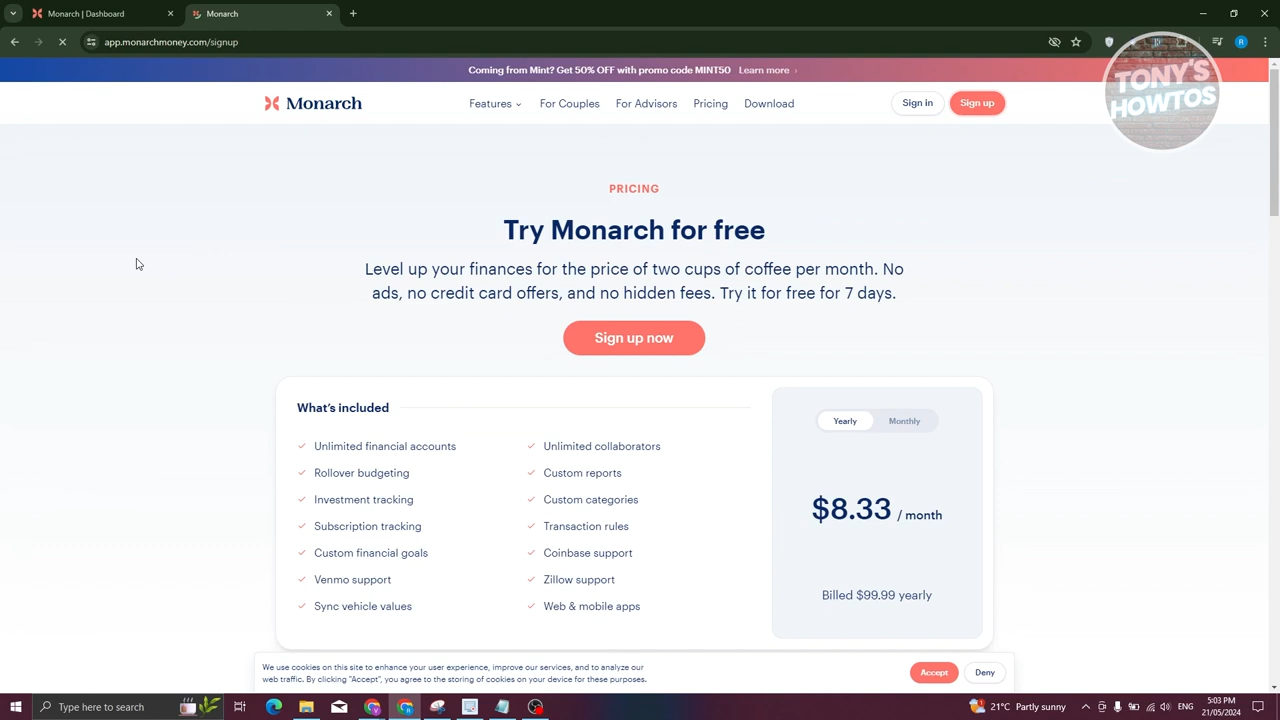 Monarch | Dashboard
Monarch
app.monarchmoney.com/signup
Coming from Mint? Get 50% OFF with promo code MINT50 Learn more ›
TONY'S
HOWTOS
Monarch
Features
For Couples
For Advisors
Pricing
Download
Sign in
Sign up
PRICING
Try Monarch for free
Level up your finances for the price of two cups of coffee per month. No
ads, no credit card offers, and no hidden fees. Try it for free for 7 days.
Sign up now
What's included
Unlimited financial accounts
Rollover budgeting
Investment tracking
Subscription tracking
Custom financial goals
Venmo support
Sync vehicle values
Unlimited collaborators
Custom reports
Custom categories
Transaction rules
Coinbase support
Zillow support
Web & mobile apps
Yearly
Monthly
$8.33 / month
Billed $99.99 yearly
We use cookies on this site to enhance your user experience, improve our services, and to analyze our
web traffic. By clicking "Accept", you agree to the storing of cookies on your device for these purposes.
Accept
Deny
Type here to search
21°C Partly sunny
5:03 PM
21/05/2024